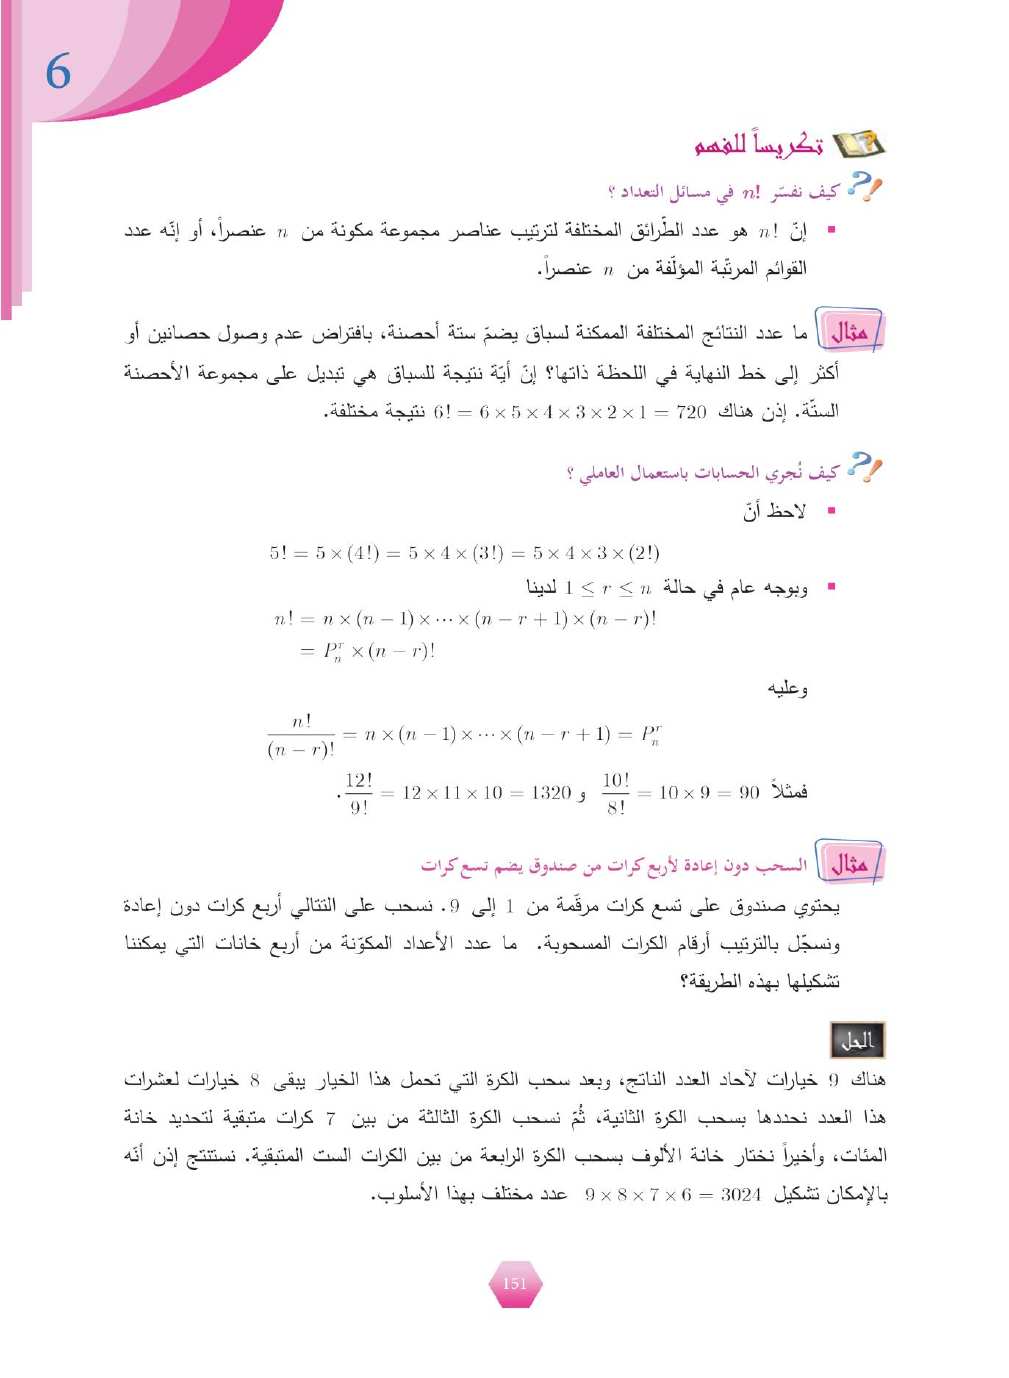 6
تكريساً للفهم
كيف نفسّر n! في مسائل التعداد ؟
▪ إنّ n! هو عدد الطّرائق المختلفة لترتيب عناصر مجموعة مكونة من n عنصراً، أو إنّه عدد
القوائم المرتّبة المؤلّفة من n عنصراً.
مثال ما عدد النتائج المختلفة الممكنة لسباق يضمّ ستة أحصنة، بافتراض عدم وصول حصانين أو
أكثر إلى خط النهاية في اللحظة ذاتها؟ إنّ أيّة نتيجة للسباق هي تبديل على مجموعة الأحصنة
الستّة. إذن هناك 6! = 6 × 5 × 4 × 3 × 2 × 1 = 720 نتيجة مختلفة.
كيف نُجري الحسابات باستعمال العاملي ؟
▪ لاحظ أنّ
5! = 5 × (4!) = 5 × 4 × (3!) = 5 × 4 × 3 × (2!)
▪ وبوجه عام في حالة 1 ≤ r ≤ n لدينا
n! = n × (n − 1) × ⋯ × (n − r + 1) × (n − r)!
= P_n^r × (n − r)!
وعليه
n!/(n − r)! = n × (n − 1) × ⋯ × (n − r + 1) = P_n^r
فمثلاً 10!/8! = 10 × 9 = 90 و 12!/9! = 12 × 11 × 10 = 1320.
مثال السحب دون إعادة لأربع كرات من صندوق يضم تسع كرات
يحتوي صندوق على تسع كرات مرقّمة من 1 إلى 9. نسحب على التتالي أربع كرات دون إعادة
ونسجّل بالترتيب أرقام الكرات المسحوبة. ما عدد الأعداد المكوّنة من أربع خانات التي يمكننا
تشكيلها بهذه الطريقة؟
الحل
هناك 9 خيارات لآحاد العدد الناتج، وبعد سحب الكرة التي تحمل هذا الخيار يبقى 8 خيارات لعشرات
هذا العدد نحددها بسحب الكرة الثانية، ثُمّ نسحب الكرة الثالثة من بين 7 كرات متبقية لتحديد خانة
المئات، وأخيراً نختار خانة الألوف بسحب الكرة الرابعة من بين الكرات الست المتبقية. نستنتج إذن أنّه
بالإمكان تشكيل 9 × 8 × 7 × 6 = 3024 عدد مختلف بهذا الأسلوب.
151